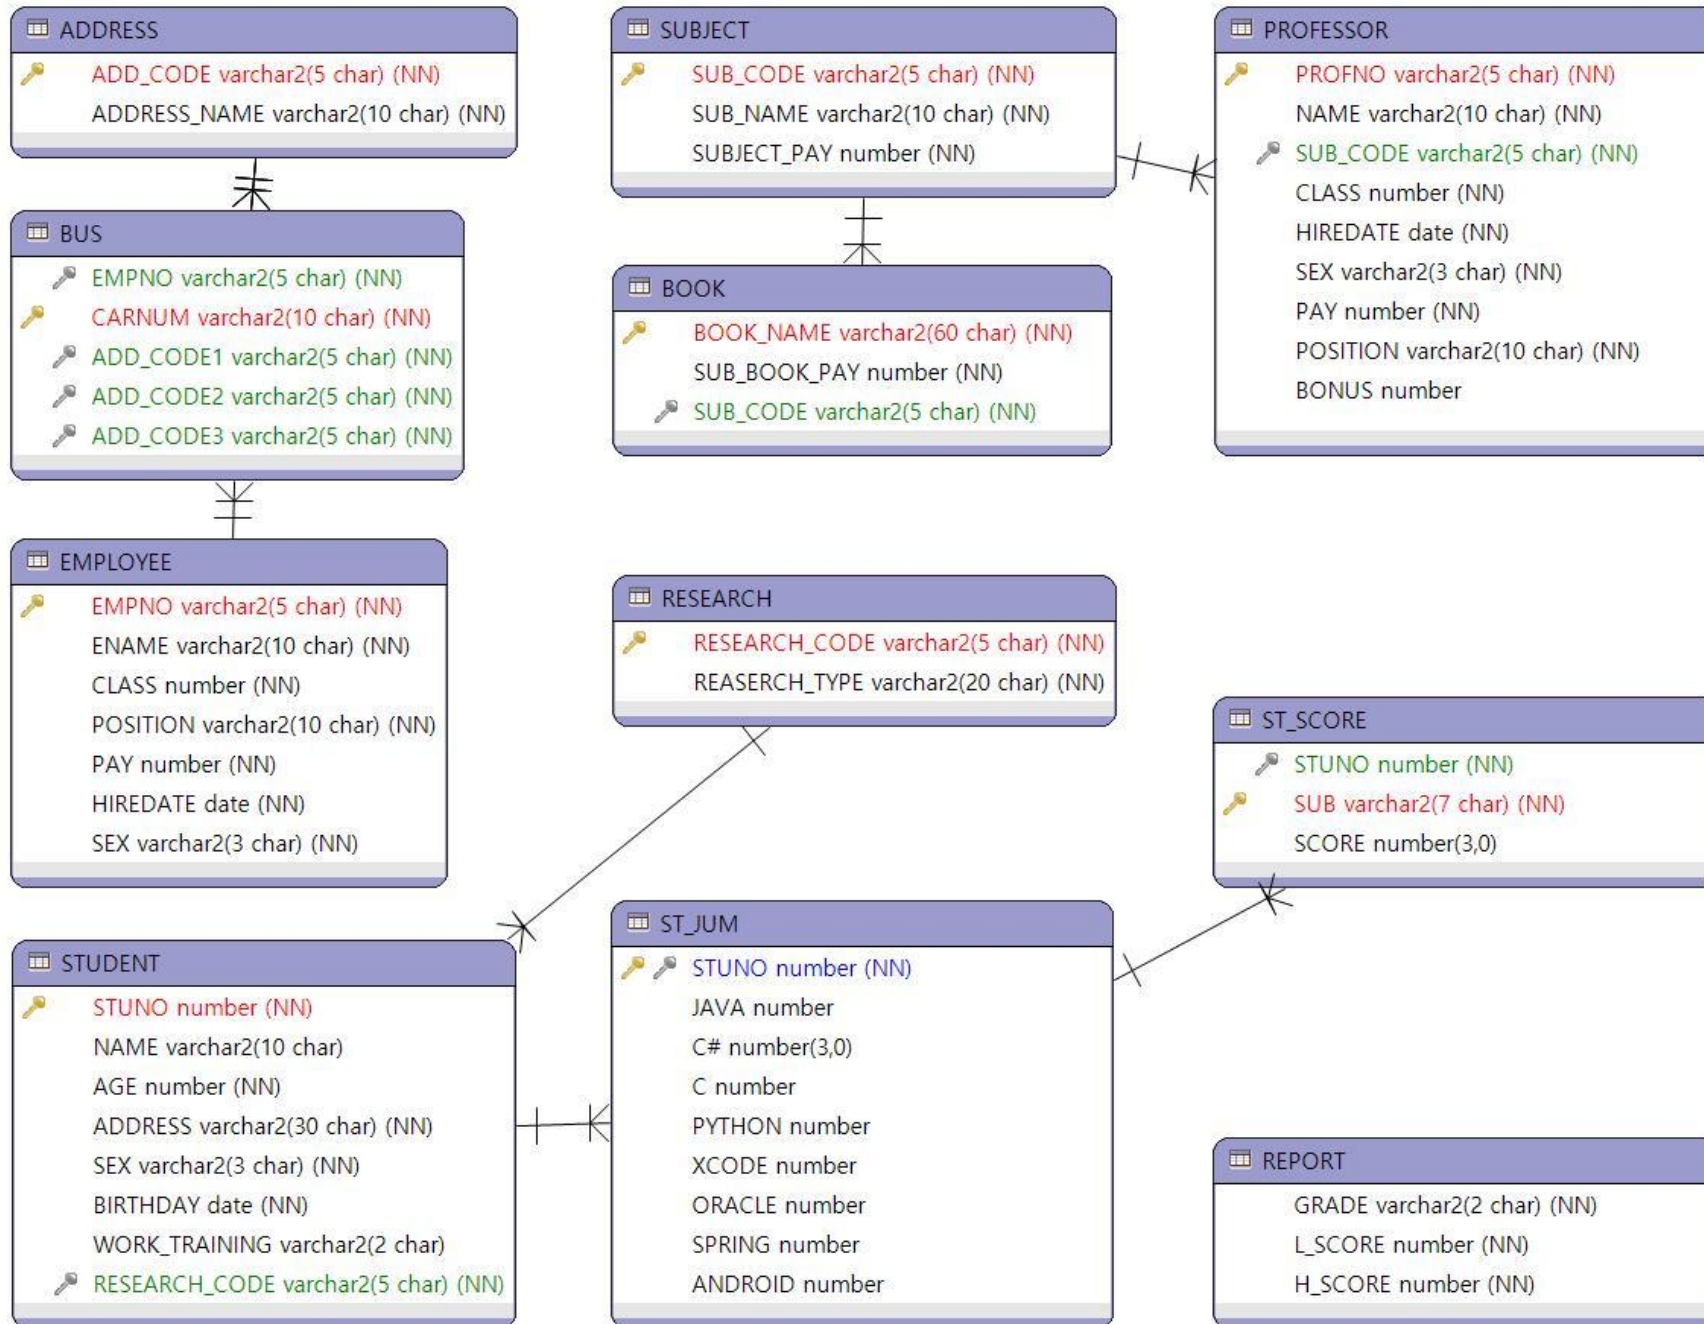 ADDRESS
ADD_CODE varchar2(5 char) (NN)
ADDRESS_NAME varchar2(10 char) (NN)
BUS
EMPNO varchar2(5 char) (NN)
CARNUM varchar2(10 char) (NN)
ADD_CODE1 varchar2(5 char) (NN)
ADD_CODE2 varchar2(5 char) (NN)
ADD_CODE3 varchar2(5 char) (NN)
EMPLOYEE
EMPNO varchar2(5 char) (NN)
ENAME varchar2(10 char) (NN)
CLASS number (NN)
POSITION varchar2(10 char) (NN)
PAY number (NN)
HIREDATE date (NN)
SEX varchar2(3 char) (NN)
STUDENT
STUNO number (NN)
NAME varchar2(10 char)
AGE number (NN)
ADDRESS varchar2(30 char) (NN)
SEX varchar2(3 char) (NN)
BIRTHDAY date (NN)
WORK_TRAINING varchar2(2 char)
RESEARCH_CODE varchar2(5 char) (NN)
SUBJECT
SUB_CODE varchar2(5 char) (NN)
SUB_NAME varchar2(10 char) (NN)
SUBJECT_PAY number (NN)
BOOK
BOOK_NAME varchar2(60 char) (NN)
SUB_BOOK_PAY number (NN)
SUB_CODE varchar2(5 char) (NN)
RESEARCH
RESEARCH_CODE varchar2(5 char) (NN)
REASERCH_TYPE varchar2(20 char) (NN)
ST_JUM
STUNO number (NN)
JAVA number
C# number(3,0)
C number
PYTHON number
XCODE number
ORACLE number
SPRING number
ANDROID number
PROFESSOR
PROFNO varchar2(5 char) (NN)
NAME varchar2(10 char) (NN)
SUB_CODE varchar2(5 char) (NN)
CLASS number (NN)
HIREDATE date (NN)
SEX varchar2(3 char) (NN)
PAY number (NN)
POSITION varchar2(10 char) (NN)
BONUS number
ST_SCORE
STUNO number (NN)
SUB varchar2(7 char) (NN)
SCORE number(3,0)
REPORT
GRADE varchar2(2 char) (NN)
L_SCORE number (NN)
H_SCORE number (NN)